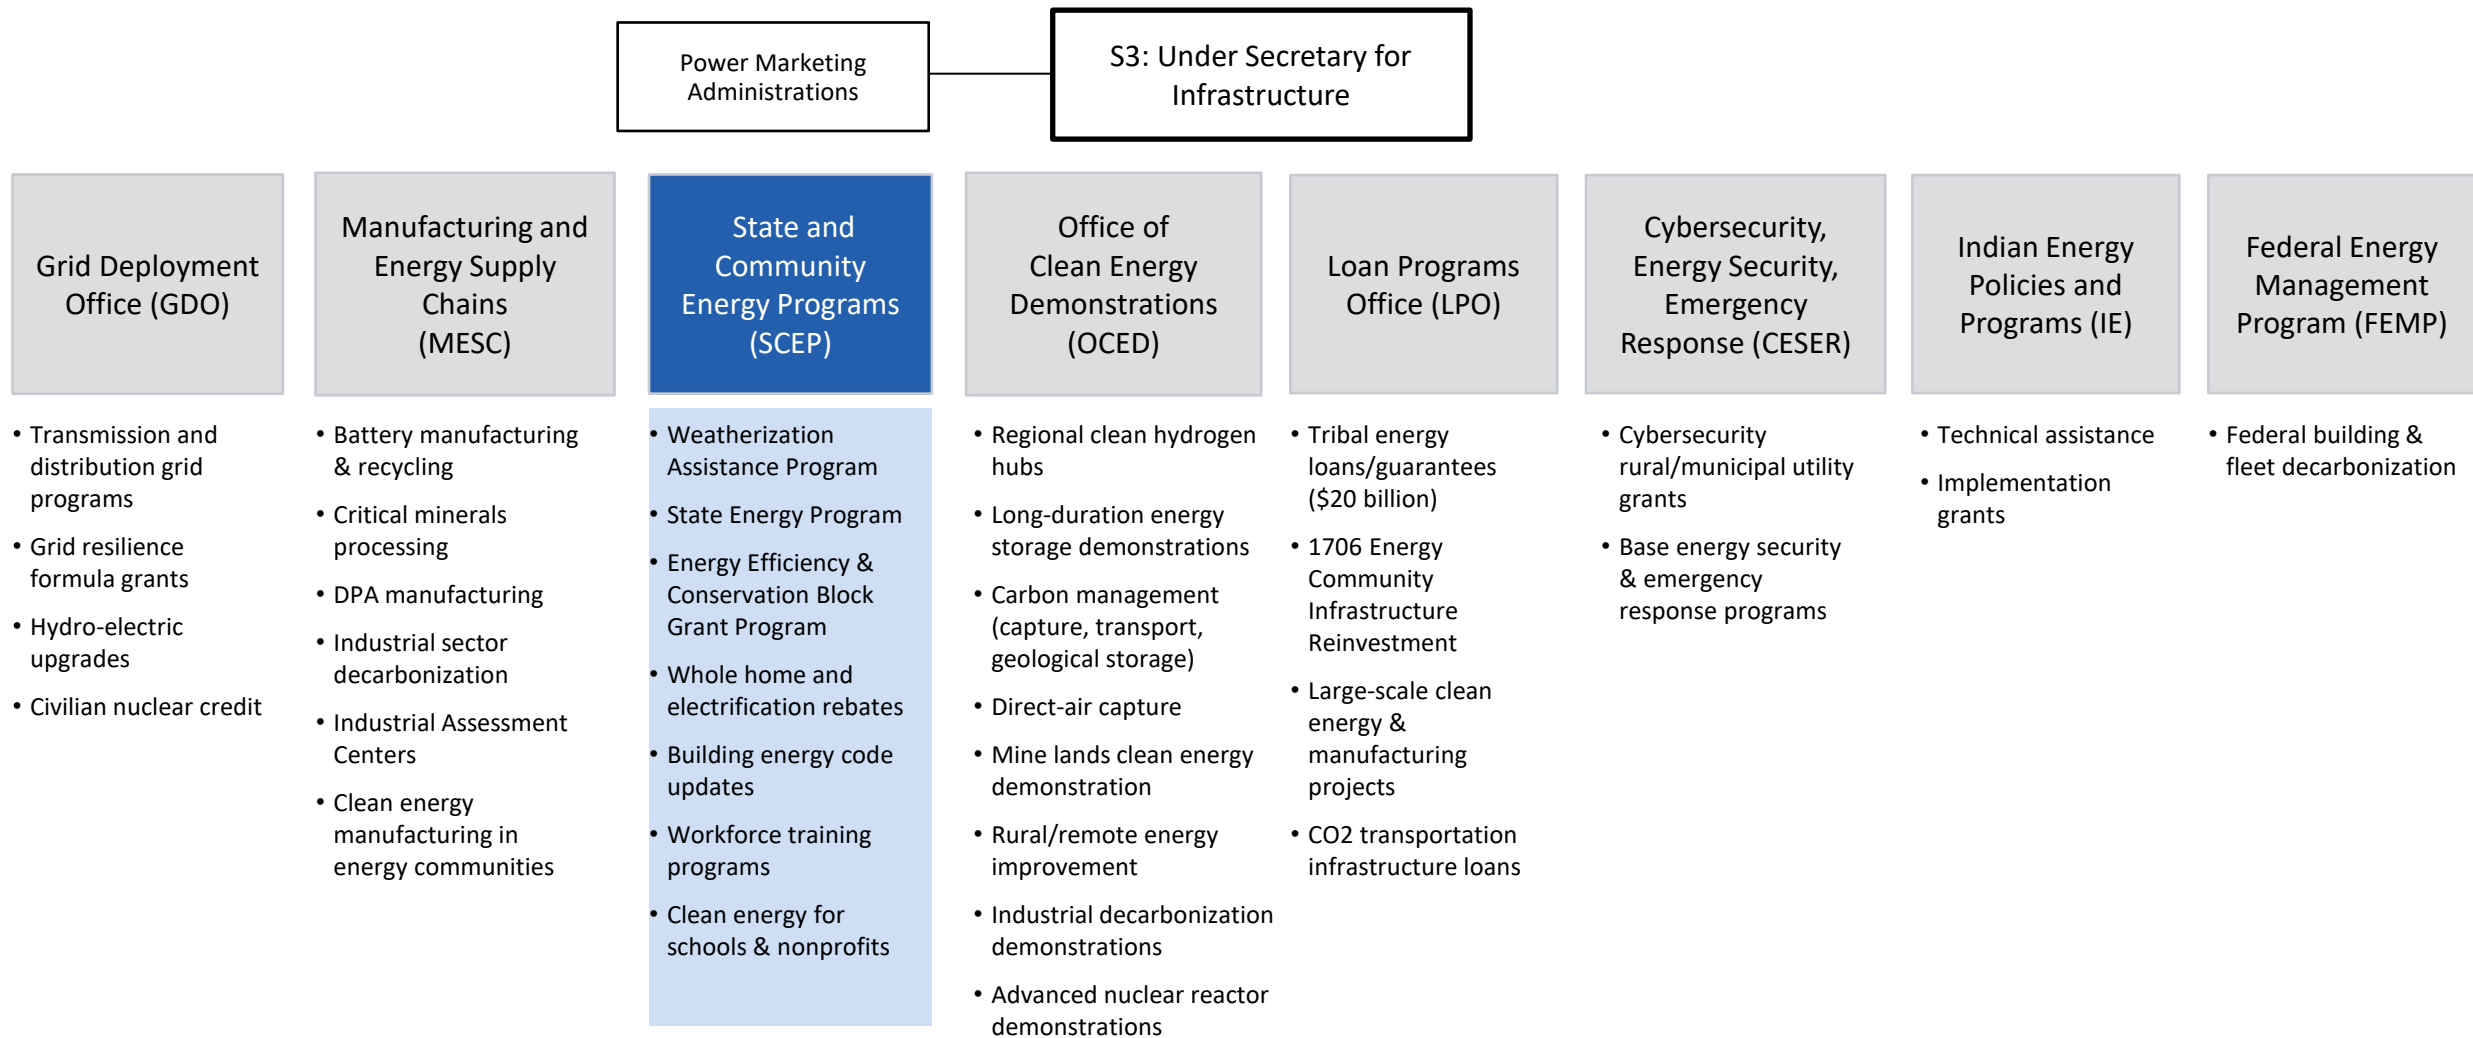 Power Marketing
Administrations
S3: Under Secretary for
Infrastructure
Grid Deployment
Office (GDO)
• Transmission and
distribution grid
programs
• Grid resilience
formula grants
• Hydro-electric
upgrades
• Civilian nuclear credit
Manufacturing and
Energy Supply
Chains
(MESC)
• Battery manufacturing
& recycling
• Critical minerals
processing
• DPA manufacturing
• Industrial sector
decarbonization
• Industrial Assessment
Centers
• Clean energy
manufacturing in
energy communities
State and
Community
Energy Programs
(SCEP)
• Weatherization
Assistance Program
• State Energy Program
• Energy Efficiency &
Conservation Block
Grant Program
• Whole home and
electrification rebates
• Building energy code
updates
• Workforce training
programs
• Clean energy for
schools & nonprofits
Office of
Clean Energy
Demonstrations
(OCED)
• Regional clean hydrogen
hubs
• Long-duration energy
storage demonstrations
• Carbon management
(capture, transport,
geological storage)
• Direct-air capture
• Mine lands clean energy
demonstration
• Rural/remote energy
improvement
• Industrial decarbonization
demonstrations
• Advanced nuclear reactor
demonstrations
Loan Programs
Office (LPO)
• Tribal energy
loans/guarantees
($20 billion)
• 1706 Energy
Community
Infrastructure
Reinvestment
• Large-scale clean
energy &
manufacturing
projects
• CO2 transportation
infrastructure loans
Cybersecurity,
Energy Security,
Emergency
Response (CESER)
• Cybersecurity
rural/municipal utility
grants
• Base energy security
& emergency
response programs
Indian Energy
Policies and
Programs (IE)
• Technical assistance
• Implementation
grants
Federal Energy
Management
Program (FEMP)
• Federal building &
fleet decarbonization